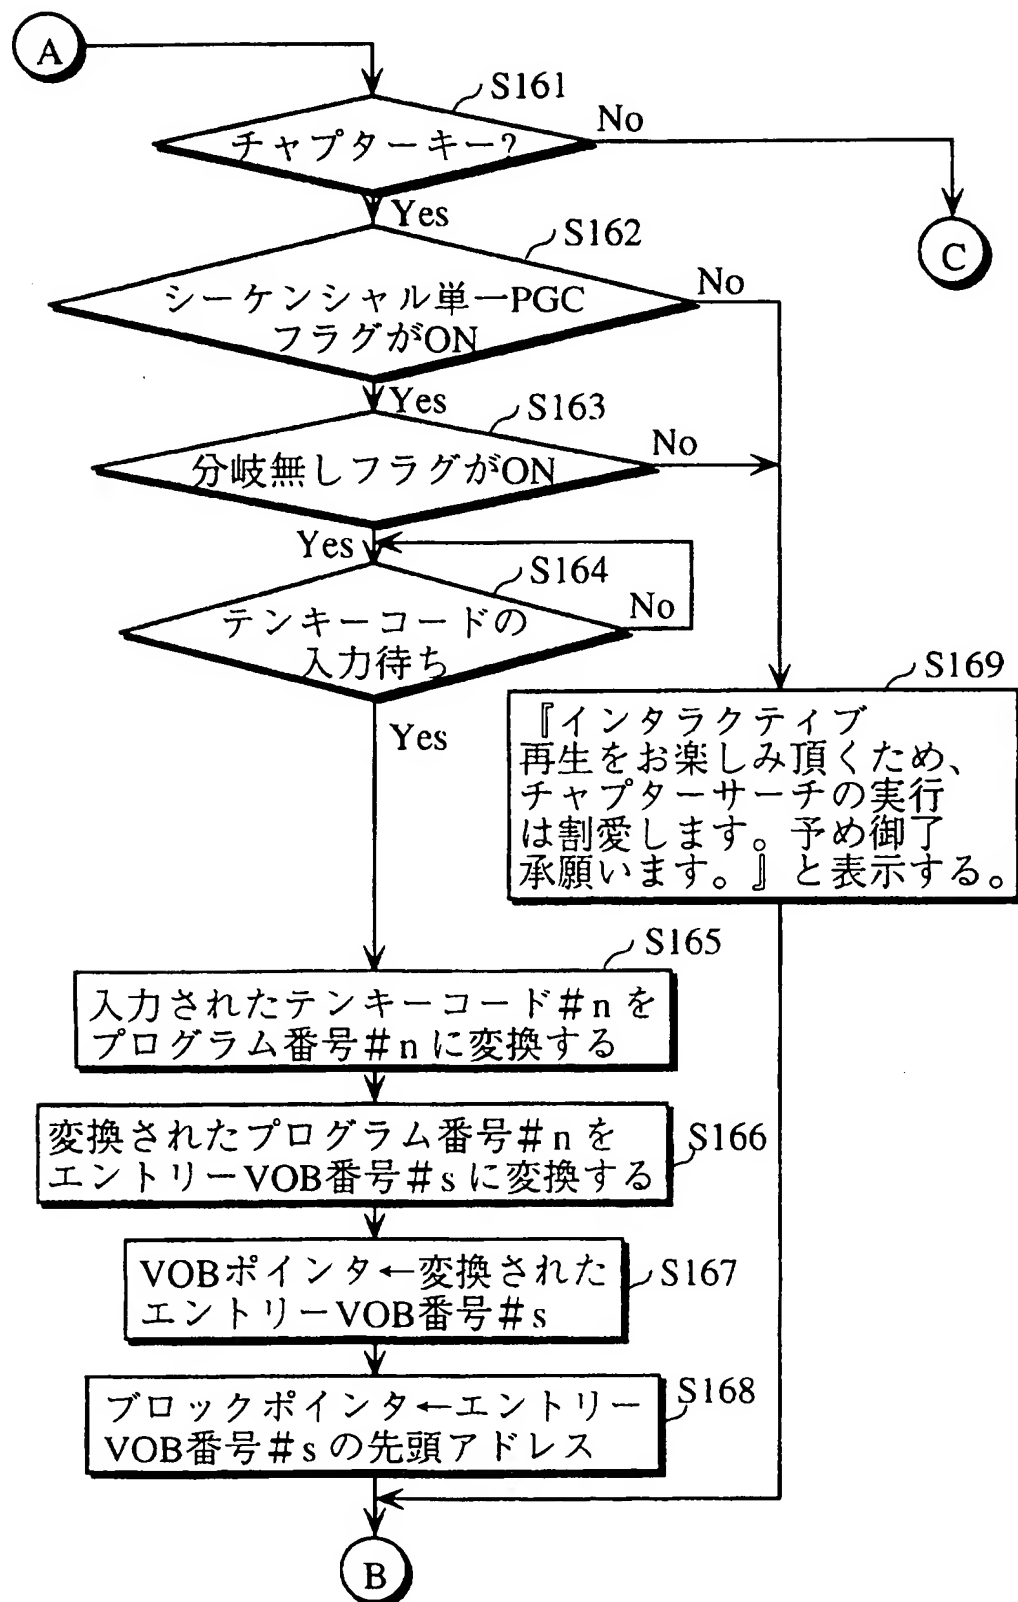 A
S161
チャプターキー?
No
Yes
C
S162
シーケンシャル単一PGC
フラグがON
No
Yes
S163
分岐無しフラグがON
No
Yes
S164
テンキーコードの
入力待ち
No
Yes
S169
『インタラクティブ
再生をお楽しみ頂くため、
チャプターサーチの実行
は割愛します。予め御了
承願います。』と表示する。
S165
入力されたテンキーコード#nを
プログラム番号#nに変換する
変換されたプログラム番号#nを
エントリーVOB番号#sに変換する
S166
VOBポインタ←変換された
エントリーVOB番号#s
S167
ブロックポインタ←エントリー
VOB番号#sの先頭アドレス
S168
B